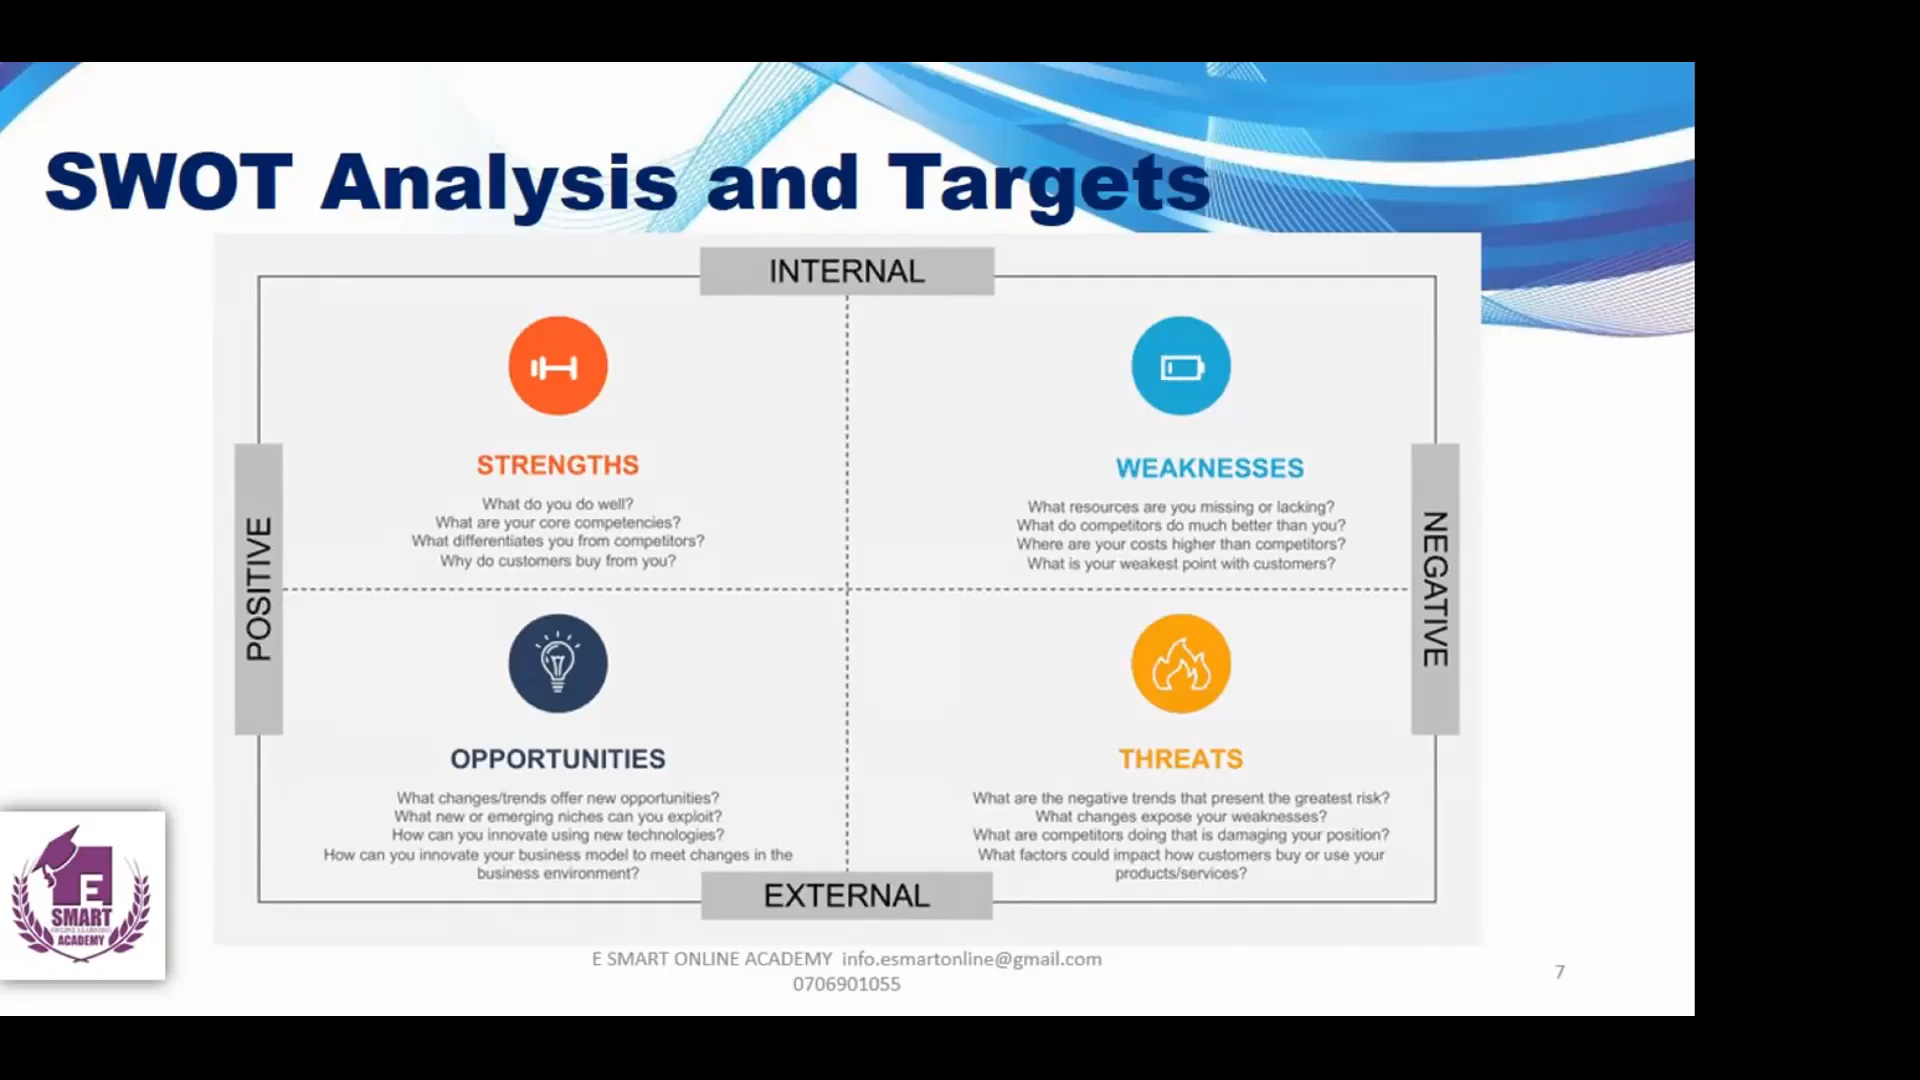 SWOT Analysis and Targets
INTERNAL
POSITIVE
NEGATIVE
STRENGTHS
What do you do well?
What are your core competencies?
What differentiates you from competitors?
Why do customers buy from you?
WEAKNESSES
What resources are you missing or lacking?
What do competitors do much better than you?
Where are your costs higher than competitors?
What is your weakest point with customers?
OPPORTUNITIES
What changes/trends offer new opportunities?
What new or emerging niches can you exploit?
How can you innovate using new technologies?
How can you innovate your business model to meet changes in the
business environment?
THREATS
What are the negative trends that present the greatest risk?
What changes expose your weaknesses?
What are competitors doing that is damaging your position?
What factors could impact how customers buy or use your
products/services?
EXTERNAL
E
SMART
ONLINE LEARNING
ACADEMY
E SMART ONLINE ACADEMY info.esmartonline@gmail.com
0706901055
7